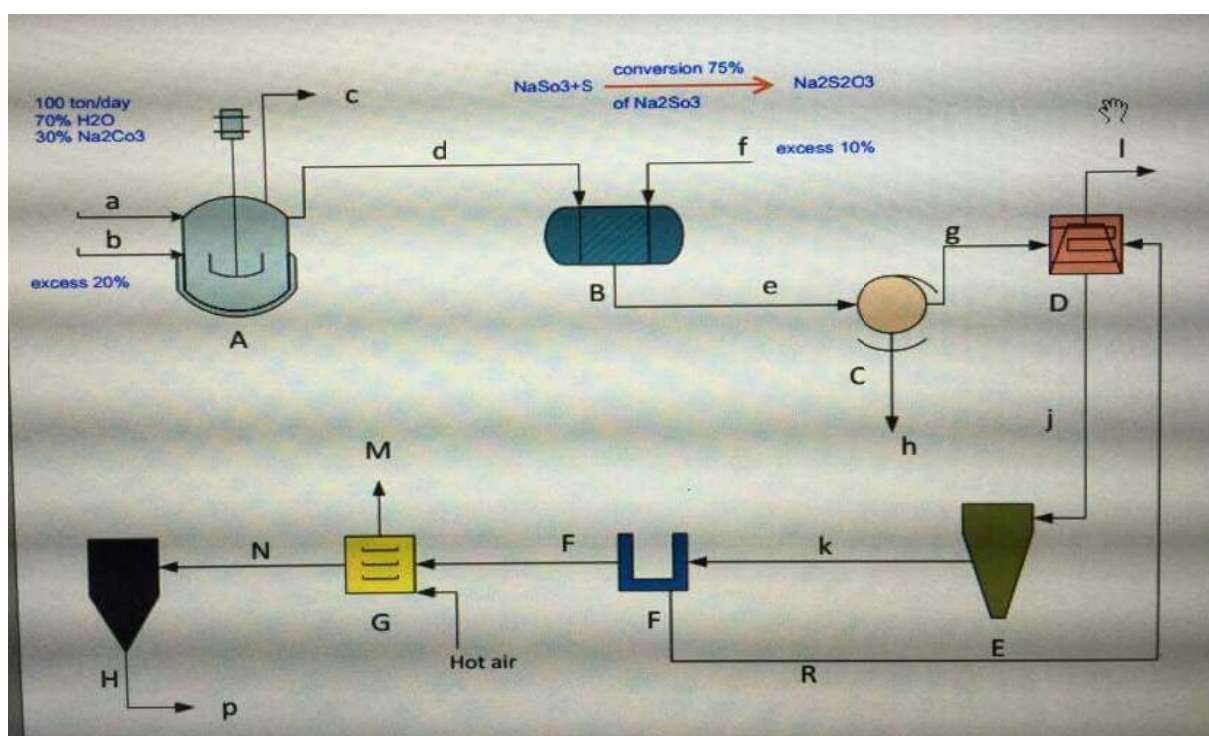 NaSo3+S
conversion 75%
of Na2So3
Na2S2O3
100 ton/day
70% H2O
30% Na2Co3
c
d
f
excess 10%
l
a
b
excess 20%
A
B
e
g
D
C
h
j
M
N
F
k
G
Hot air
F
E
R
H
p